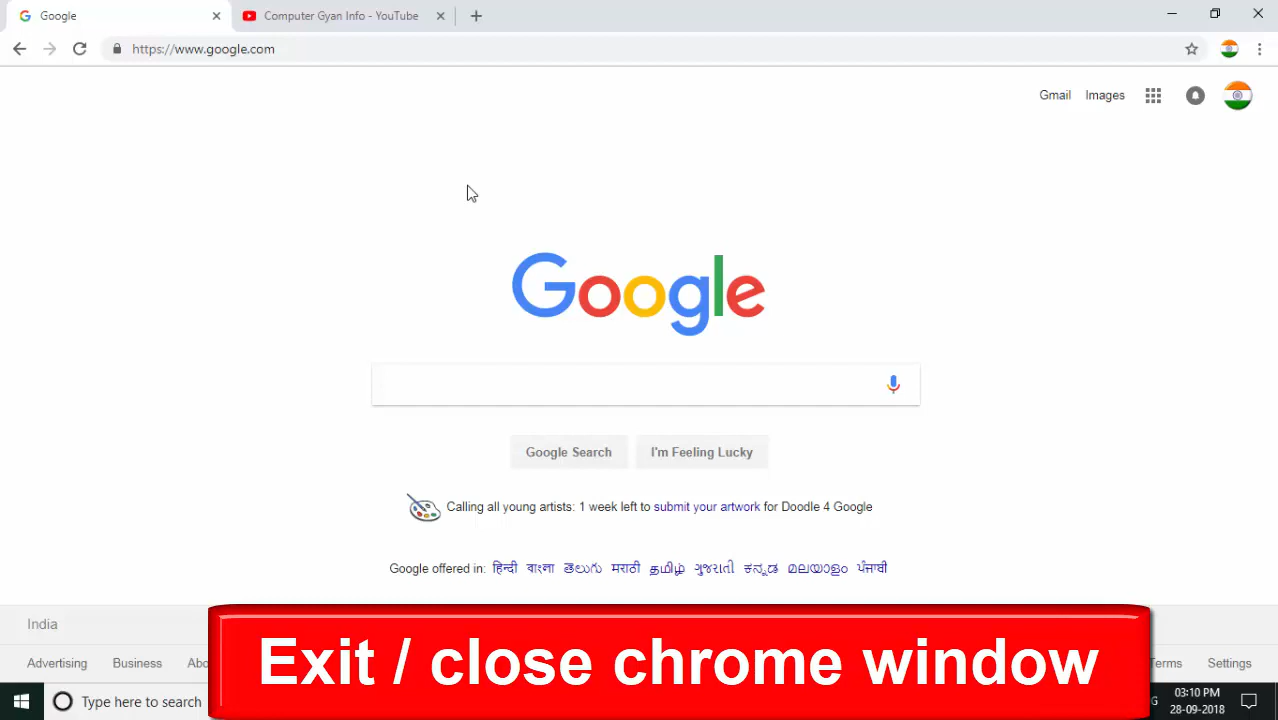 Google
Computer Gyan Info - YouTube
https://www.google.com
Gmail Images
Google
Google Search I'm Feeling Lucky
Calling all young artists: 1 week left to submit your artwork for Doodle 4 Google
Google offered in: हिन्दी বাংলা తెలుగు मराठी தமிழ் ગુજરાતી ಕನ್ನಡ മലയാളം ਪੰਜਾਬੀ
India
Exit / close chrome window
Advertising Business Abo
Terms Settings
Type here to search
G 03:10 PM
28-09-2018